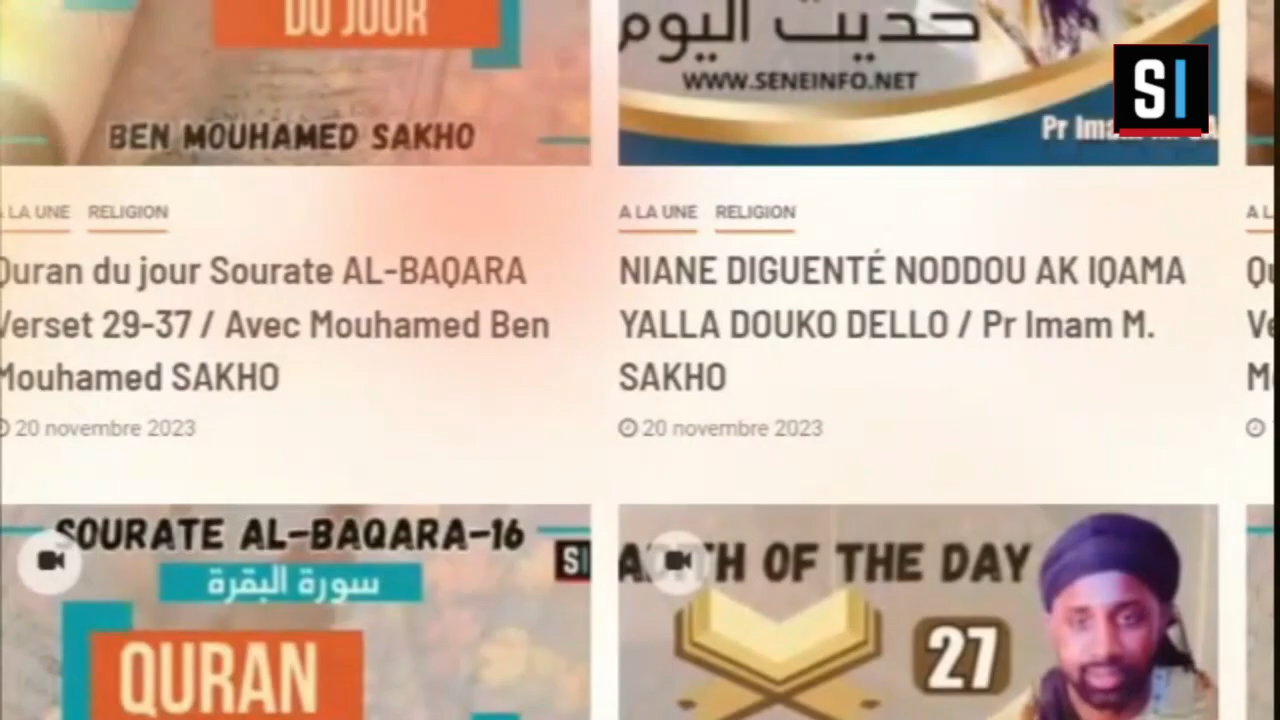 DU JOUR
BEN MOUHAMED SAKHO
حديث اليوم
WWW.SENEINFO.NET
Pr
SI
A LA UNE RELIGION
Quran du jour Sourate AL-BAQARA
Verset 29-37 / Avec Mouhamed Ben
Mouhamed SAKHO
20 novembre 2023
A LA UNE RELIGION
NIANE DIGUENTÉ NODDOU AK IQAMA
YALLA DOUKO DELLO / Pr Imam M.
SAKHO
20 novembre 2023
SOURATE AL-BAQARA-16
SI
سورة البقرة
QURAN
HADITH OF THE DAY
27